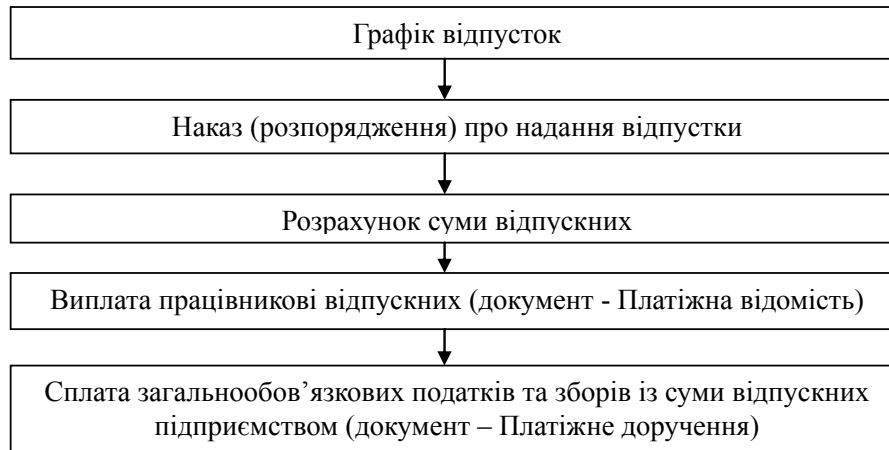 Графік відпусток
Наказ (розпорядження) про надання відпустки
Розрахунок суми відпускних
Виплата працівникові відпускних (документ - Платіжна відомість)
Сплата загальнообов’язкових податків та зборів із суми відпускних
підприємством (документ – Платіжне доручення)